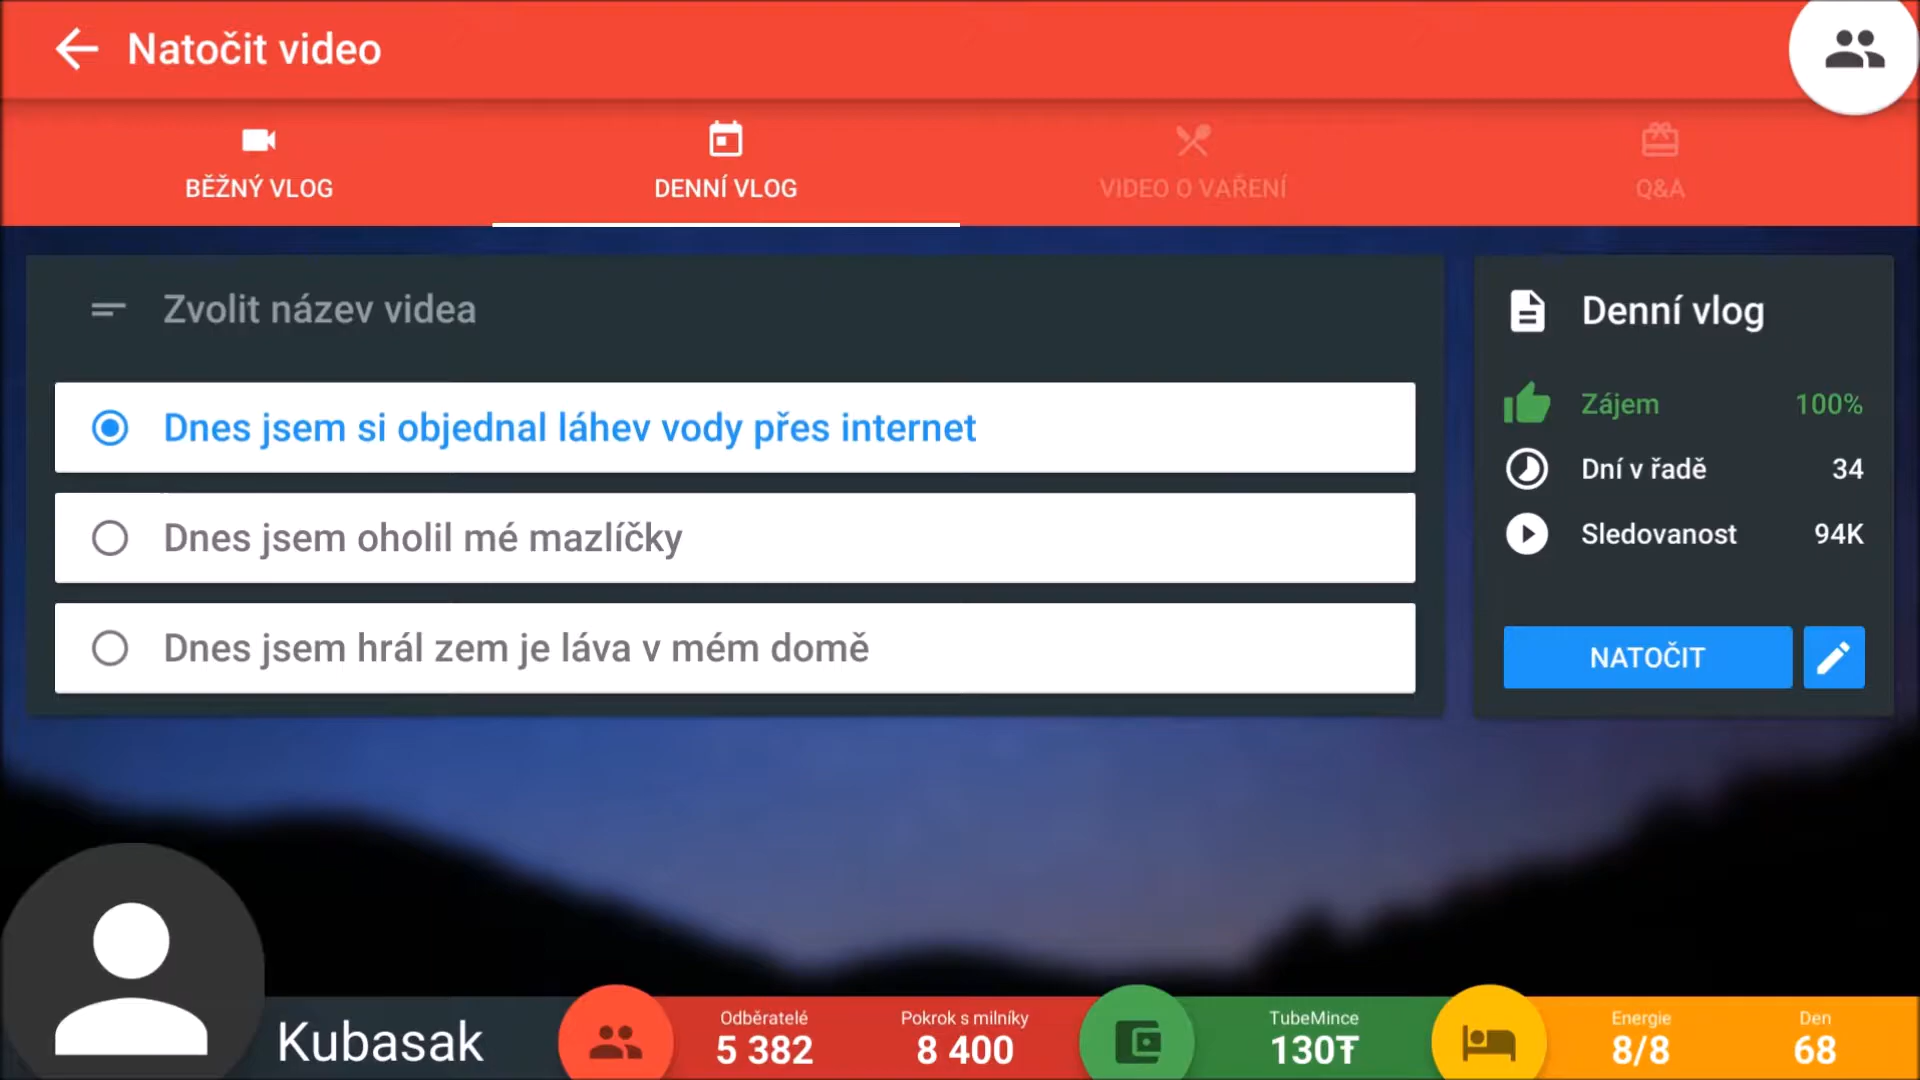 Natočit video
BĚŽNÝ VLOG
DENNÍ VLOG
VIDEO O VAŘENÍ
Q&A
Zvolit název videa
Dnes jsem si objednal láhev vody přes internet
Dnes jsem oholil mé mazlíčky
Dnes jsem hrál zem je láva v mém domě
Denní vlog
Zájem 100%
Dní v řadě 34
Sledovanost 94K
NATOČIT
Kubasak
Odběratelé
5 382
Pokrok s milníky
8 400
TubeMince
130Ŧ
Energie
8/8
Den
68